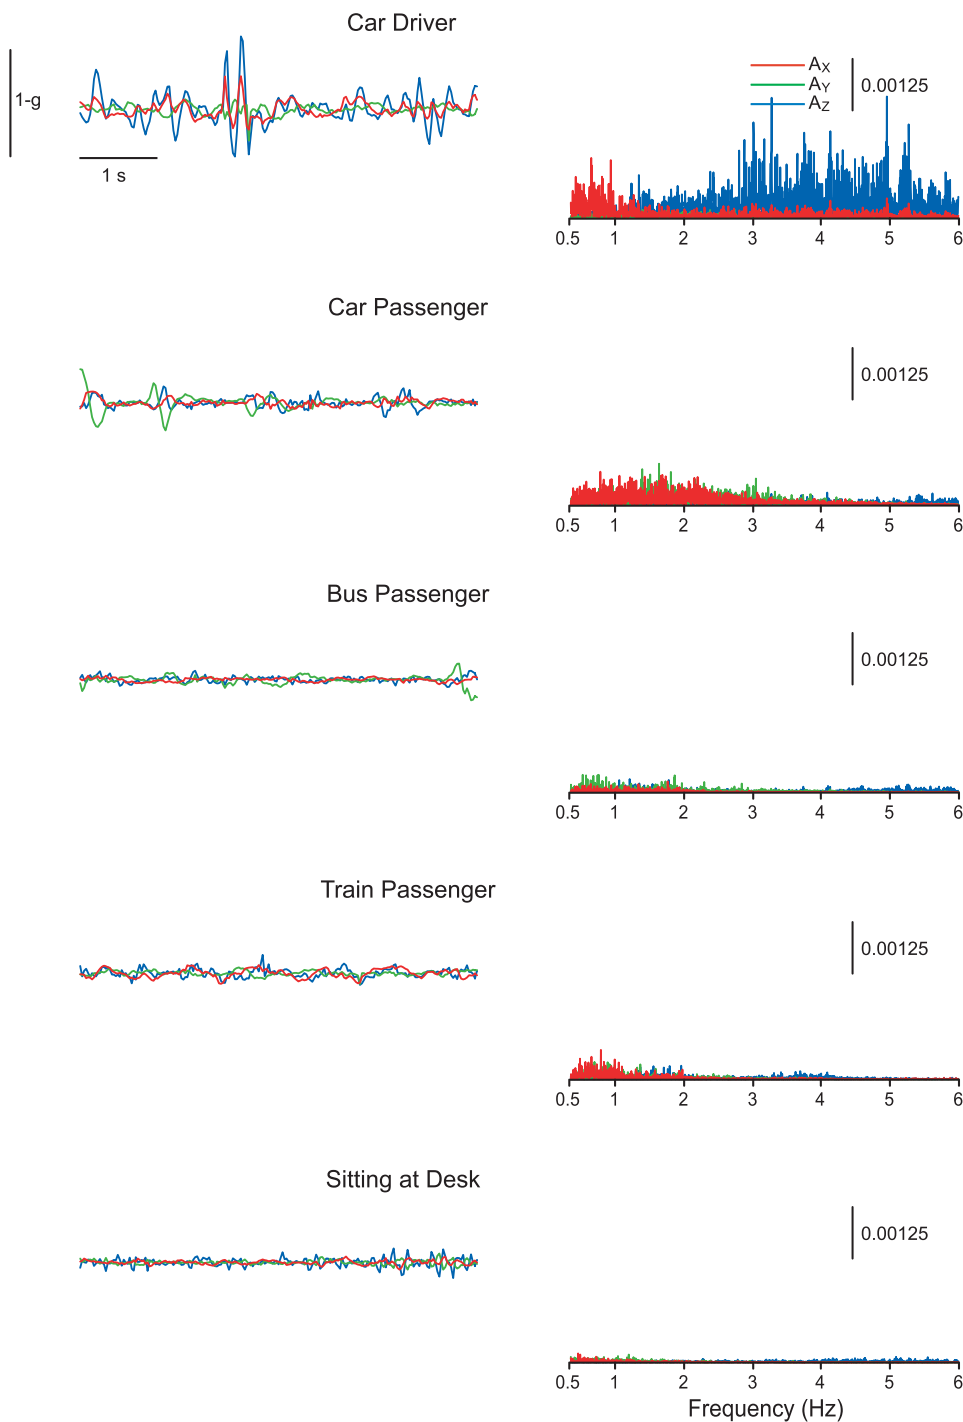 Car Driver
1-g
1 s
AX
AY
AZ
0.00125
0.5 1 2 3 4 5 6
Car Passenger
0.00125
0.5 1 2 3 4 5 6
Bus Passenger
0.00125
0.5 1 2 3 4 5 6
Train Passenger
0.00125
0.5 1 2 3 4 5 6
Sitting at Desk
0.00125
0.5 1 2 3 4 5 6
Frequency (Hz)